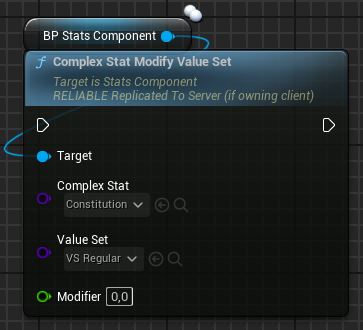 BP Stats Component
f Complex Stat Modify Value Set
Target is Stats Component
RELIABLE Replicated To Server (if owning client)
Target
Complex Stat
Constitution
Value Set
VS Regular
Modifier 0,0